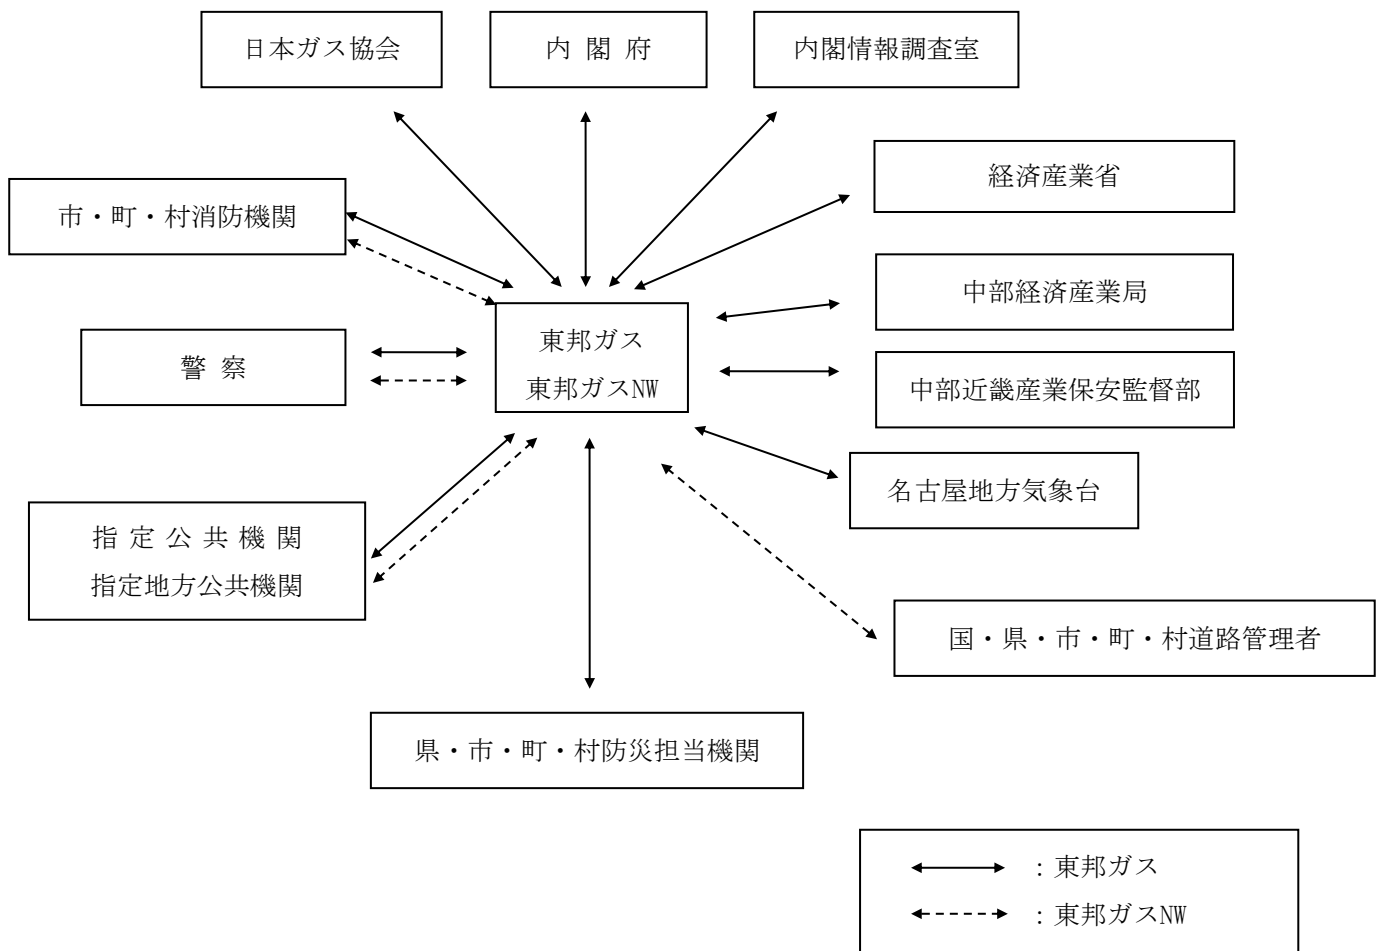 日本ガス協会
内 閣 府
内閣情報調査室
経済産業省
市・町・村消防機関
中部経済産業局
東邦ガス
東邦ガスNW
警 察
中部近畿産業保安監督部
名古屋地方気象台
指 定 公 共 機 関
指定地方公共機関
国・県・市・町・村道路管理者
県・市・町・村防災担当機関
：東邦ガス
：東邦ガスNW